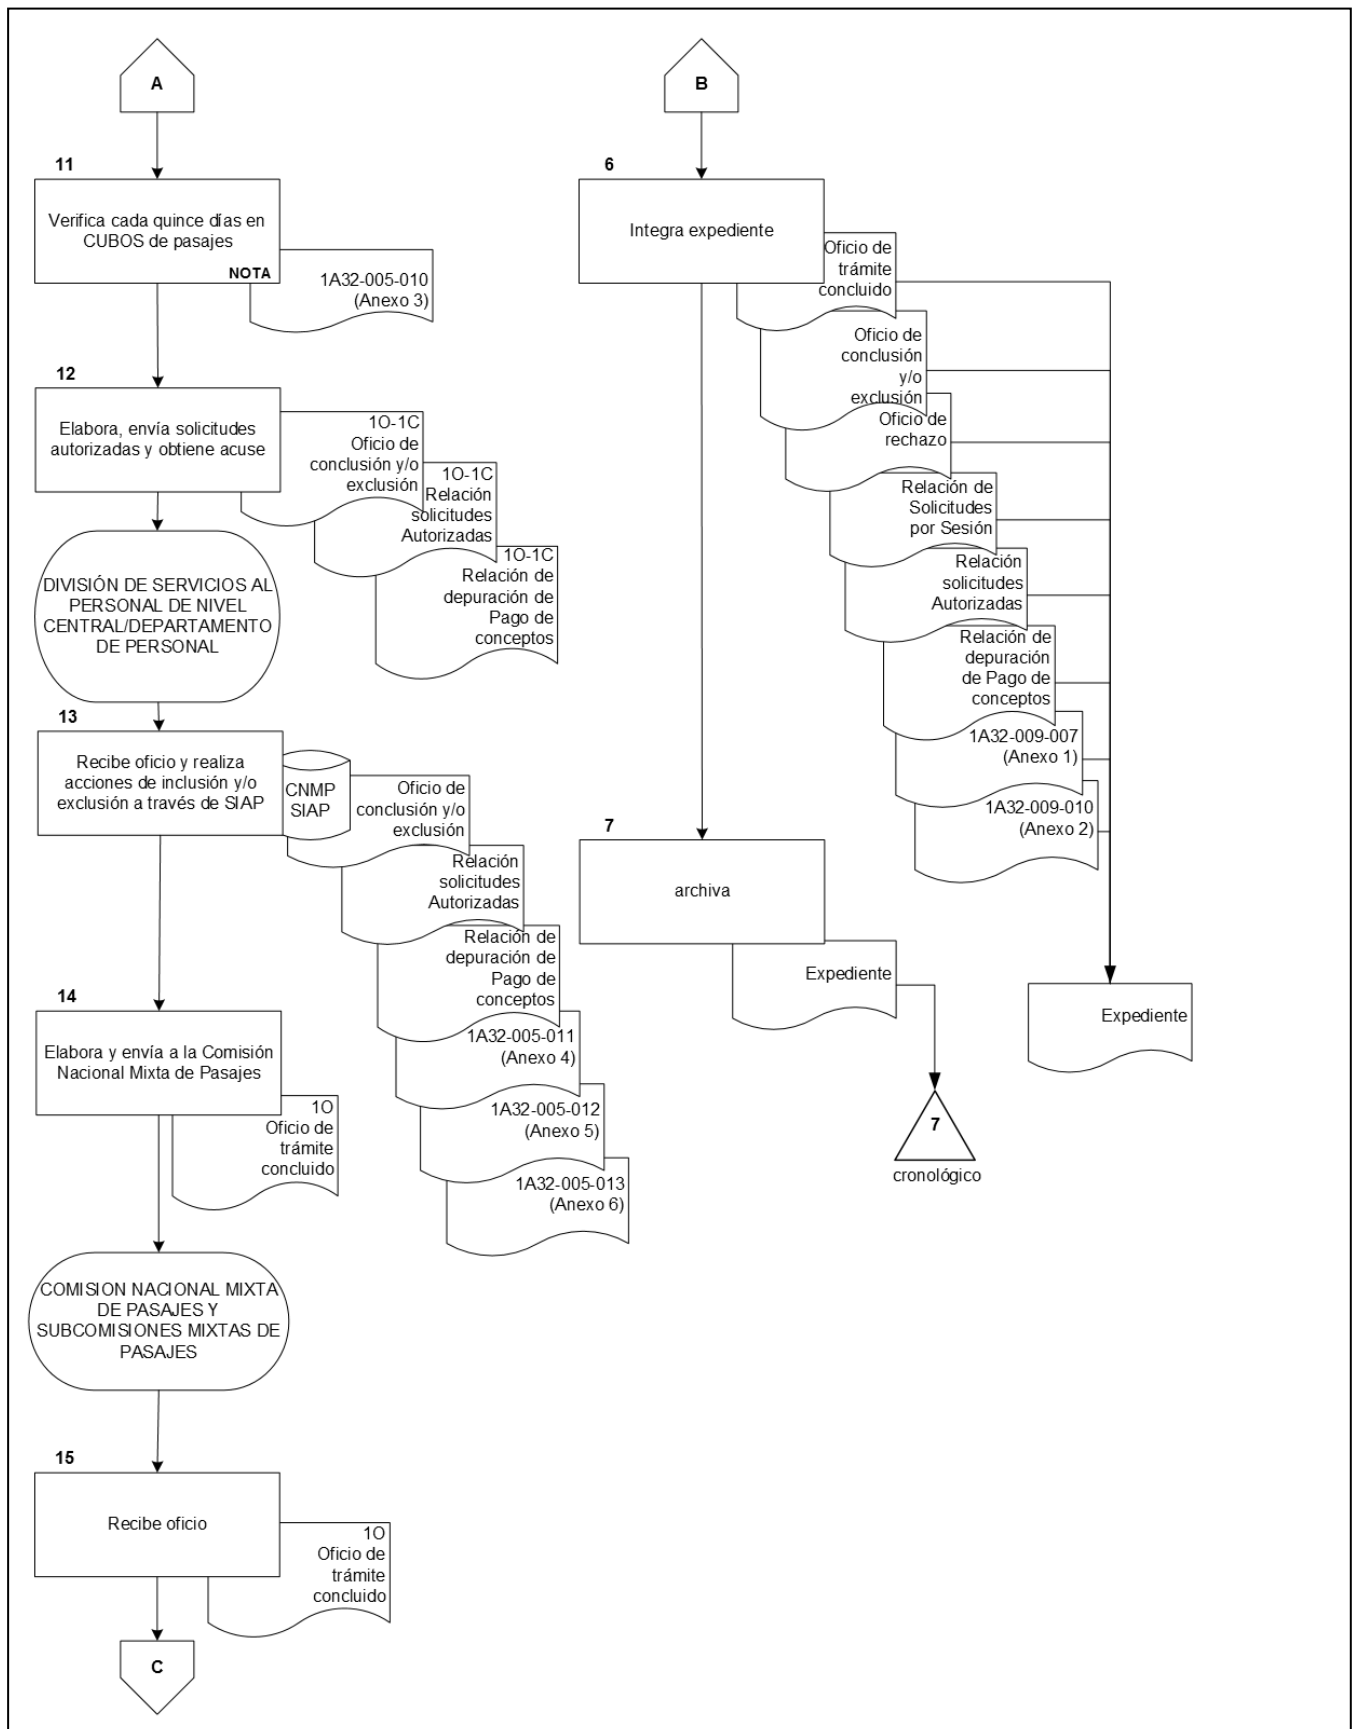 A
11
Verifica cada quince días en
CUBOS de pasajes
NOTA
1A32-005-010
(Anexo 3)
12
Elabora, envía solicitudes
autorizadas y obtiene acuse
1O-1C
Oficio de
conclusión y/o
exclusión
1O-1C
Relación
solicitudes
Autorizadas
1O-1C
Relación de
depuración de
Pago de
conceptos
DIVISIÓN DE SERVICIOS AL
PERSONAL DE NIVEL
CENTRAL/DEPARTAMENTO
DE PERSONAL
13
Recibe oficio y realiza
acciones de inclusión y/o
exclusión a través de SIAP
CNMP
SIAP
Oficio de
conclusión y/o
exclusión
Relación
solicitudes
Autorizadas
Relación de
depuración de
Pago de
conceptos
1A32-005-011
(Anexo 4)
1A32-005-012
(Anexo 5)
1A32-005-013
(Anexo 6)
14
Elabora y envía a la Comisión
Nacional Mixta de Pasajes
1O
Oficio de
trámite
concluido
COMISION NACIONAL MIXTA
DE PASAJES Y
SUBCOMISIONES MIXTAS DE
PASAJES
15
Recibe oficio
1O
Oficio de
trámite
concluido
C
B
6
Integra expediente
Oficio de
trámite
concluido
Oficio de
conclusión
y/o
exclusión
Oficio de
rechazo
Relación de
Solicitudes
por Sesión
Relación
solicitudes
Autorizadas
Relación de
depuración
de Pago de
conceptos
1A32-009-007
(Anexo 1)
1A32-009-010
(Anexo 2)
Expediente
7
archiva
Expediente
7
cronológico